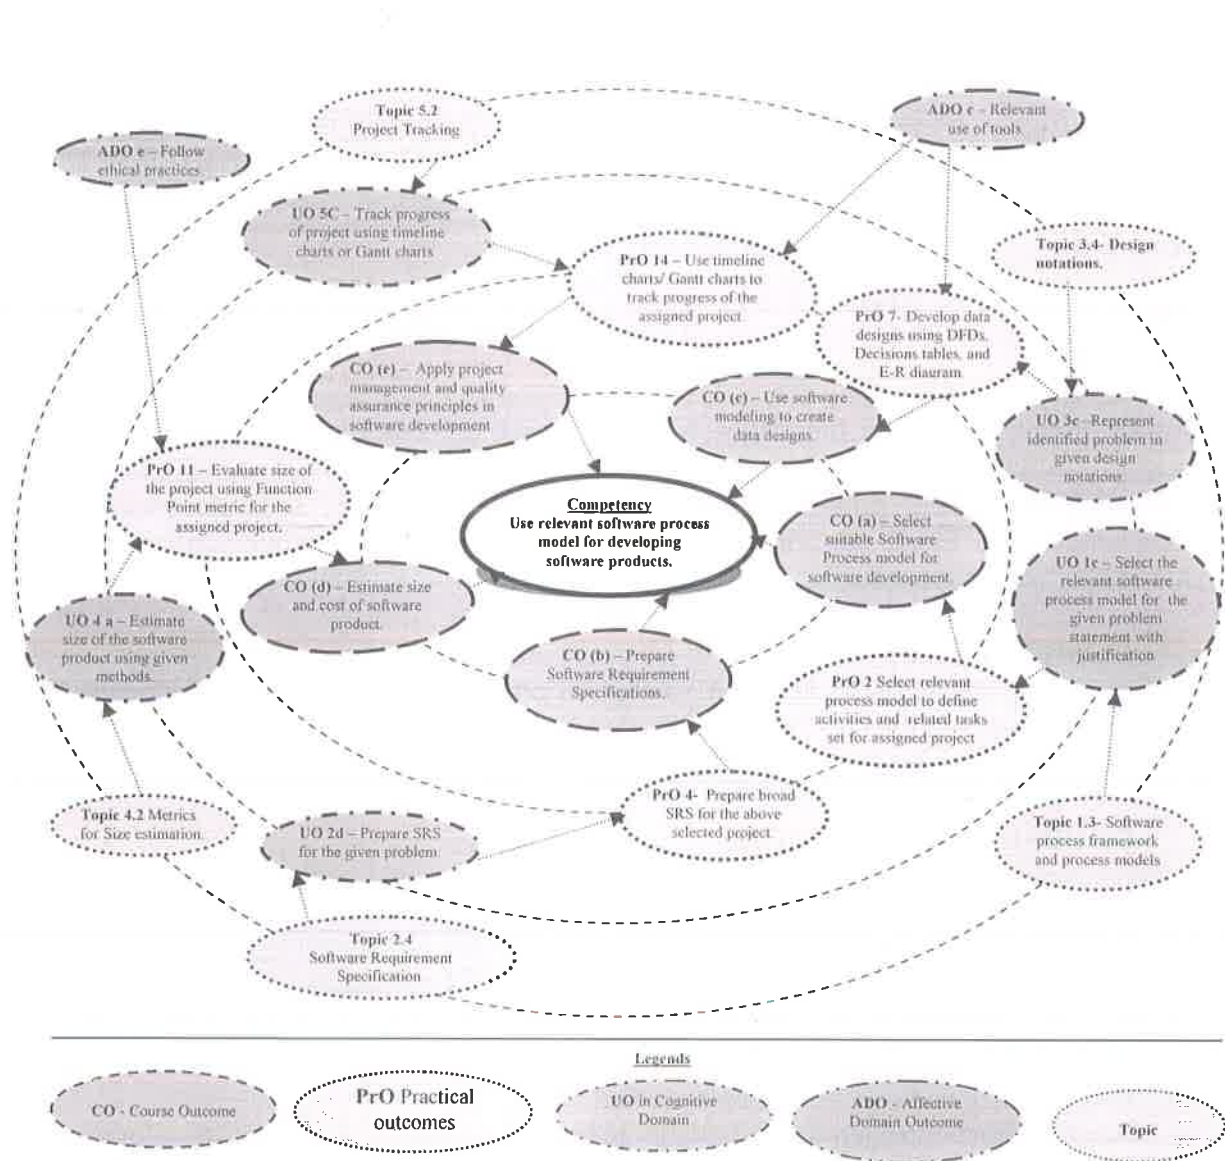 Topic 5.2
Project Tracking
ADO c – Relevant
use of tools.
ADO e – Follow
ethical practices
UO 5C – Track progress
of project using timeline
charts or Gantt charts
Topic 3.4- Design
notations.
PrO 14 – Use timeline
charts/ Gantt charts to
track progress of the
assigned project
PrO 7- Develop data
designs using DFDs,
Decisions tables, and
E-R diagram
CO (e) – Apply project
management and quality
assurance principles in
software development
CO (c) – Use software
modeling to create
data designs.
UO 3c -Represent
identified problem in
given design
notations.
PrO 11 – Evaluate size of
the project using Function
Point metric for the
assigned project.
Competency
Use relevant software process
model for developing
software products.
CO (a) – Select
suitable Software
Process model for
software development.
UO 1c – Select the
relevant software
process model for the
given problem
statement with
justification
CO (d) – Estimate size
and cost of software
product.
UO 4 a – Estimate
size of the software
product using given
methods.
CO (b) – Prepare
Software Requirement
Specifications.
PrO 2 Select relevant
process model to define
activities and related tasks
set for assigned project
Topic 4.2 Metrics
for Size estimation.
UO 2d – Prepare SRS
for the given problem
PrO 4- Prepare broad
SRS for the above
selected project.
Topic 1.3- Software
process framework
and process models
Topic 2.4
Software Requirement
Specification
Legends
CO - Course Outcome
PrO Practical
outcomes
UO in Cognitive
Domain
ADO - Affective
Domain Outcome
Topic